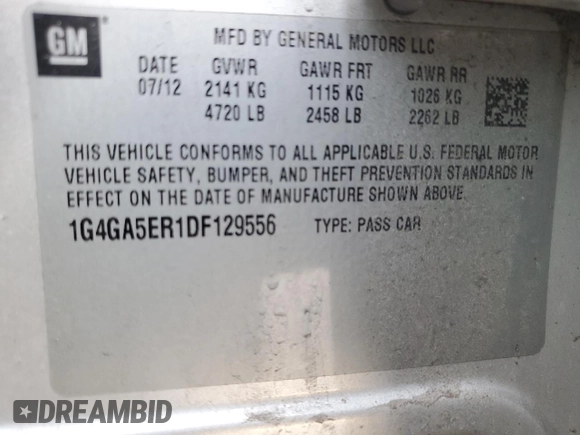 GM
MFD BY GENERAL MOTORS LLC
DATE GVWR GAWR FRT GAWR RR
07/12 2141 KG 1115 KG 1026 KG
4720 LB 2458 LB 2262 LB
THIS VEHICLE CONFORMS TO ALL APPLICABLE U.S. FEDERAL MOTOR
VEHICLE SAFETY, BUMPER, AND THEFT PREVENTION STANDARDS IN
EFFECT ON THE DATE OF MANUFACTURE SHOWN ABOVE.
1G4GA5ER1DF129556 TYPE: PASS CAR
DREAMBID